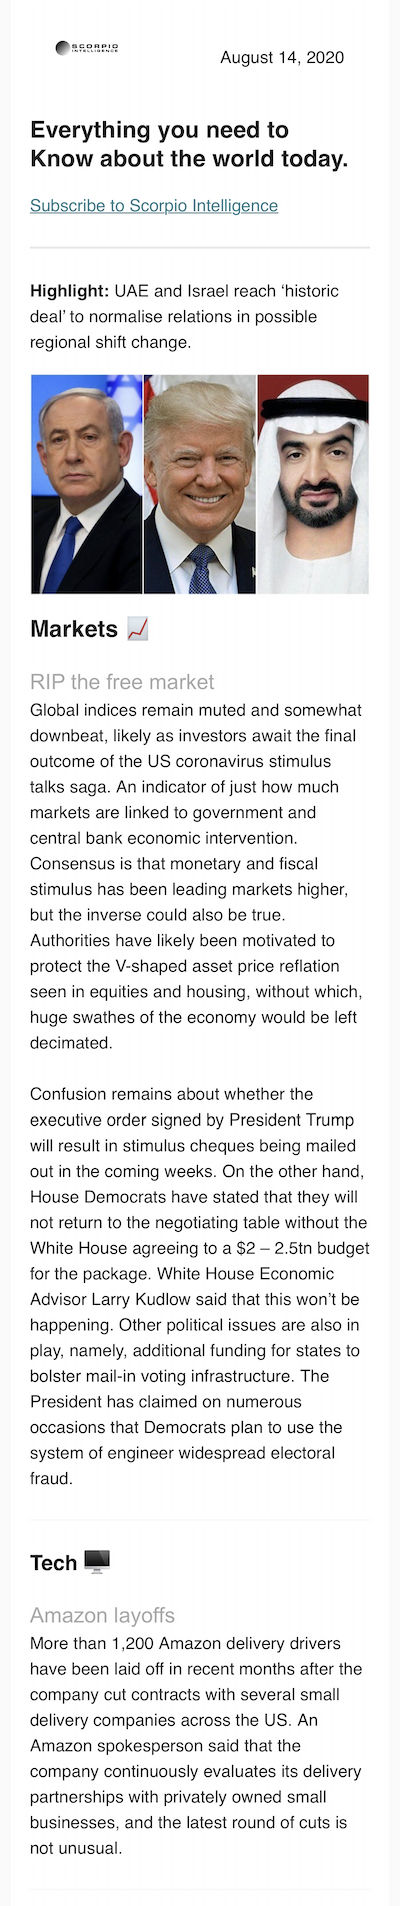 SCORPIO
INTELLIGENCE
August 14, 2020
Everything you need to
Know about the world today.
Subscribe to Scorpio Intelligence
Highlight: UAE and Israel reach ‘historic
deal’ to normalise relations in possible
regional shift change.
Markets
RIP the free market
Global indices remain muted and somewhat
downbeat, likely as investors await the final
outcome of the US coronavirus stimulus
talks saga. An indicator of just how much
markets are linked to government and
central bank economic intervention.
Consensus is that monetary and fiscal
stimulus has been leading markets higher,
but the inverse could also be true.
Authorities have likely been motivated to
protect the V-shaped asset price reflation
seen in equities and housing, without which,
huge swathes of the economy would be left
decimated.
Confusion remains about whether the
executive order signed by President Trump
will result in stimulus cheques being mailed
out in the coming weeks. On the other hand,
House Democrats have stated that they will
not return to the negotiating table without the
White House agreeing to a $2 – 2.5tn budget
for the package. White House Economic
Advisor Larry Kudlow said that this won’t be
happening. Other political issues are also in
play, namely, additional funding for states to
bolster mail-in voting infrastructure. The
President has claimed on numerous
occasions that Democrats plan to use the
system of engineer widespread electoral
fraud.
Tech
Amazon layoffs
More than 1,200 Amazon delivery drivers
have been laid off in recent months after the
company cut contracts with several small
delivery companies across the US. An
Amazon spokesperson said that the
company continuously evaluates its delivery
partnerships with privately owned small
businesses, and the latest round of cuts is
not unusual.